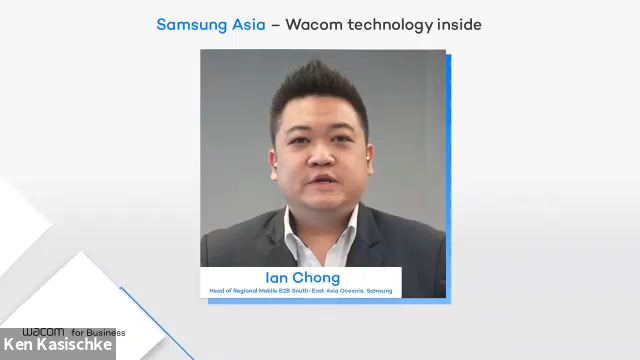 Samsung Asia – Wacom technology inside
Ian Chong
Head of Regional Mobile B2B South-East Asia Oceania, Samsung
wacom for Business
Ken Kasischke